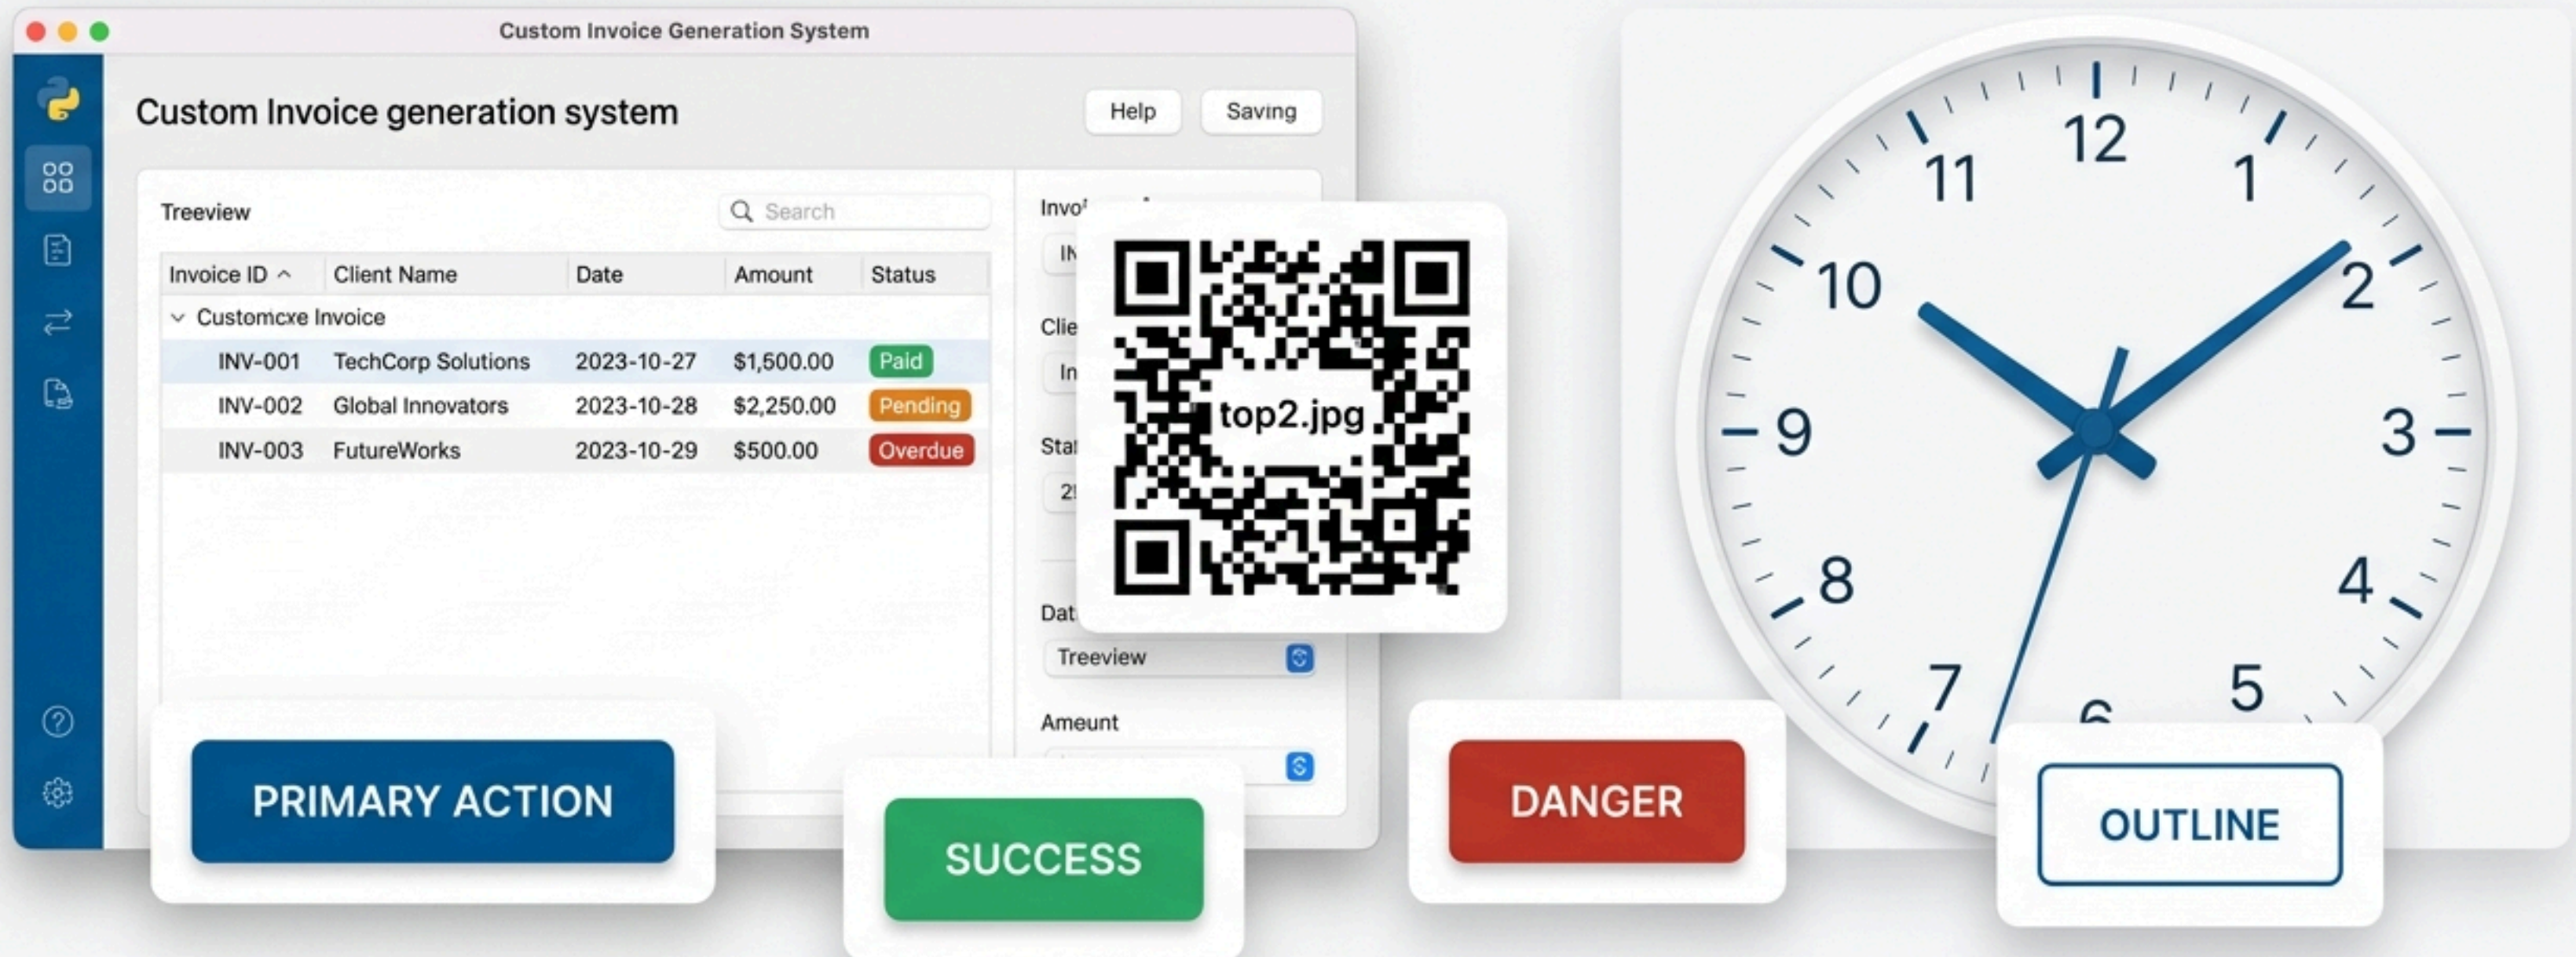 Custom Invoice Generation System
Custom Invoice generation system
Help
Saving
Treeview
Search
Invoice ID Client Name Date Amount Status
Customcxe Invoice
INV-001 TechCorp Solutions 2023-10-27 $1,500.00 Paid
INV-002 Global Innovators 2023-10-28 $2,250.00 Pending
INV-003 FutureWorks 2023-10-29 $500.00 Overdue
Treeview
Ameunt
top2.jpg
PRIMARY ACTION
SUCCESS
DANGER
OUTLINE
12
1
2
3
4
5
6
7
8
9
10
11